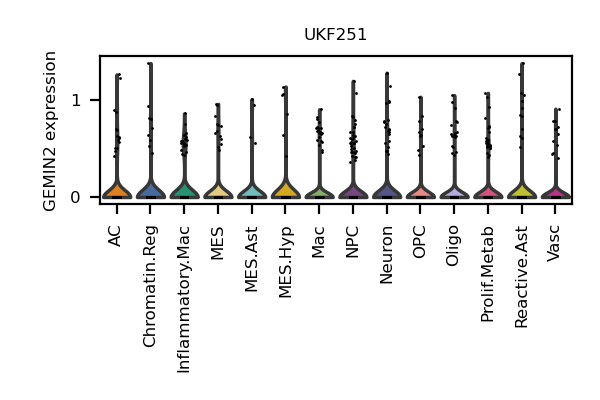 UKF251
GEMIN2 expression
1
0
AC
Chromatin.Reg
Inflammatory.Mac
MES
MES.Ast
MES.Hyp
Mac
NPC
Neuron
OPC
Oligo
Prolif.Metab
Reactive.Ast
Vasc